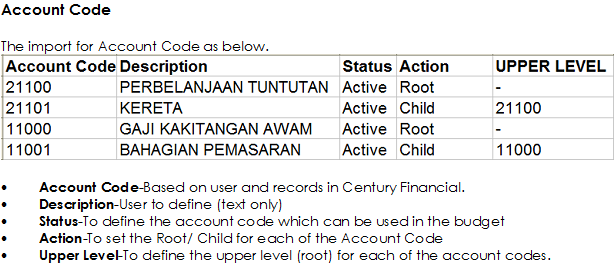 Account Code
The import for Account Code as below.
Account Code Description Status Action UPPER LEVEL
21100 PERBELANJAAN TUNTUTAN Active Root -
21101 KERETA Active Child 21100
11000 GAJI KAKITANGAN AWAM Active Root -
11001 BAHAGIAN PEMASARAN Active Child 11000
• Account Code-Based on user and records in Century Financial.
• Description-User to define (text only)
• Status-To define the account code which can be used in the budget
• Action-To set the Root/ Child for each of the Account Code
• Upper Level-To define the upper level (root) for each of the account codes.